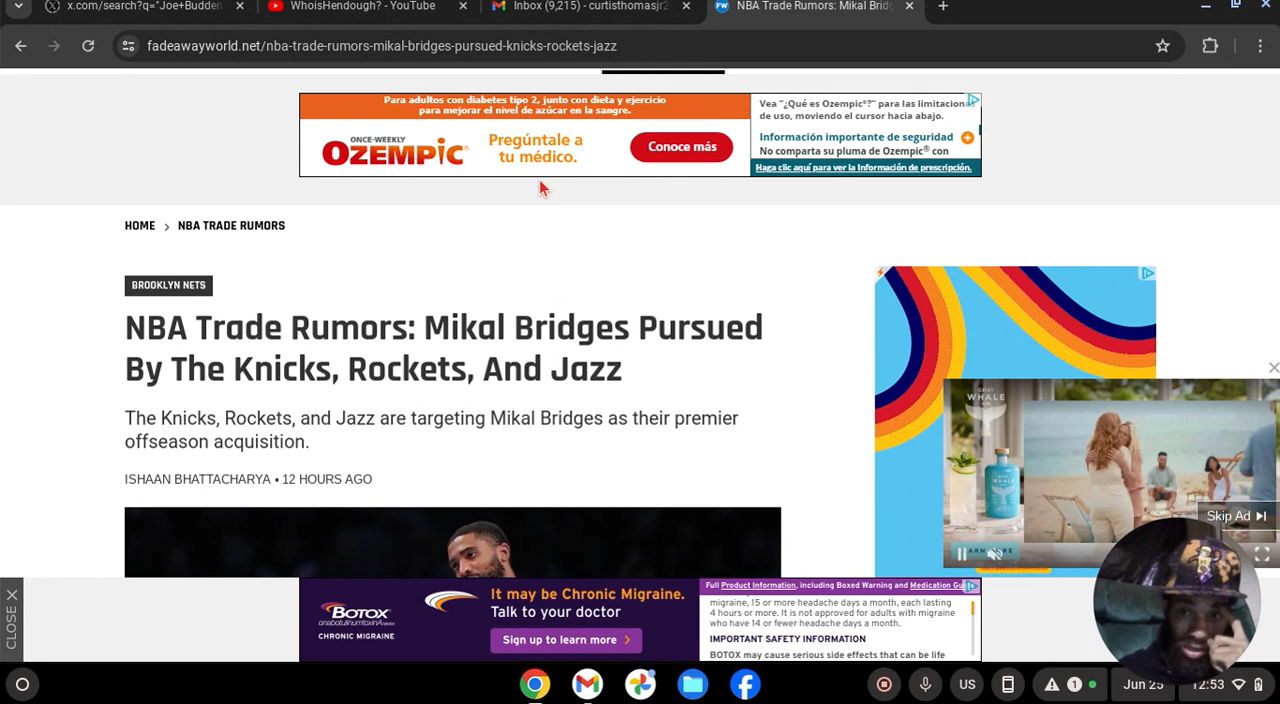 x.com/search?q="Joe+Budden
WhoisHendough? - YouTube
Inbox (9,215) - curtisthomasjr2
NBA Trade Rumors: Mikal Brid
fadeawayworld.net/nba-trade-rumors-mikal-bridges-pursued-knicks-rockets-jazz
Para adultos con diabetes tipo 2, junto con dieta y ejercicio
para mejorar el nivel de azúcar en la sangre.
ONCE-WEEKLY
OZEMPIC®
Pregúntale a
tu médico.
Conoce más
Vea "¿Qué es Ozempic®?" para las limitaciones
de uso, moviendo el cursor hacia abajo.
Información importante de seguridad
No comparta su pluma de Ozempic® con
Haga clic aquí para ver la Información de prescripción.
HOME > NBA TRADE RUMORS
BROOKLYN NETS
NBA Trade Rumors: Mikal Bridges Pursued
By The Knicks, Rockets, And Jazz
The Knicks, Rockets, and Jazz are targeting Mikal Bridges as their premier
offseason acquisition.
ISHAAN BHATTACHARYA • 12 HOURS AGO
WHALE
Skip Ad
CLOSE
BOTOX
onabotulinumtoxinA
CHRONIC MIGRAINE
It may be Chronic Migraine.
Talk to your doctor
Sign up to learn more
Full Product Information, including Boxed Warning and Medication Gu
migraine, 15 or more headache days a month, each lasting
4 hours or more. It is not approved for adults with migraine
who have 14 or fewer headache days a month.
IMPORTANT SAFETY INFORMATION
BOTOX may cause serious side effects that can be life
US
1
Jun 25
12:53